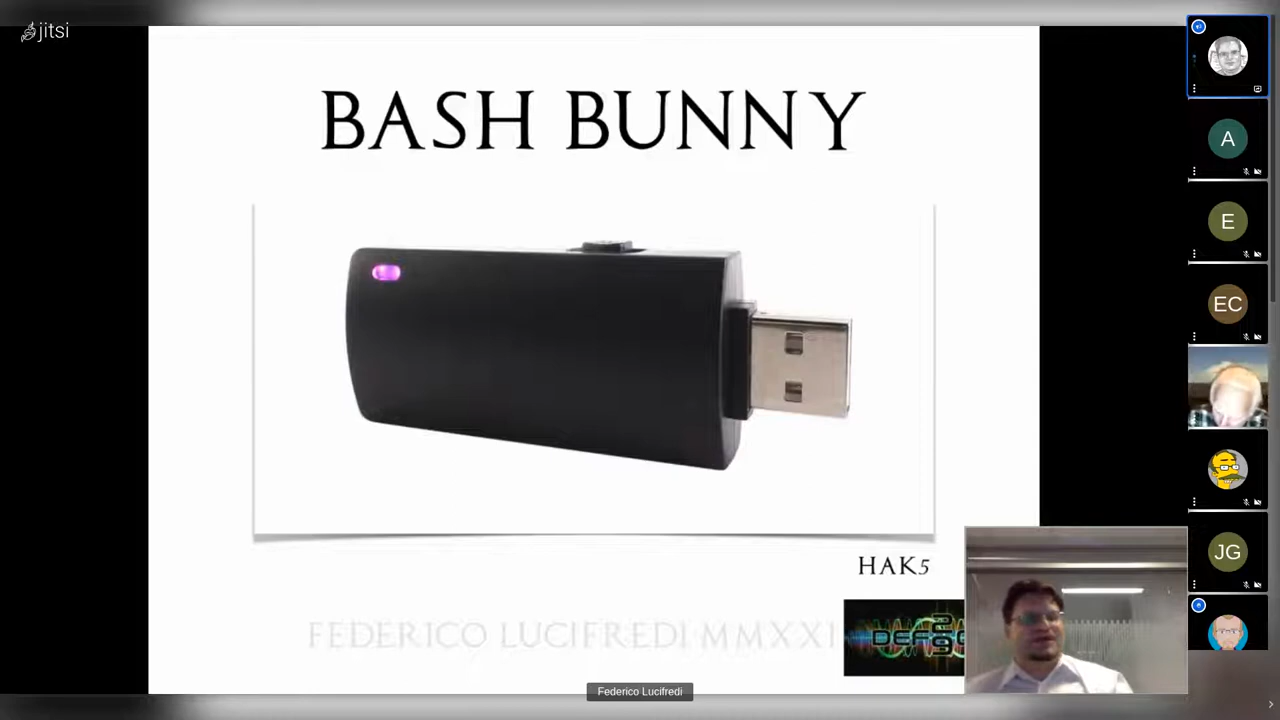 jitsi
BASH BUNNY
HAK5
FEDERICO LUCIFREDI MMXXI
Federico Lucifredi
A
E
EC
JG